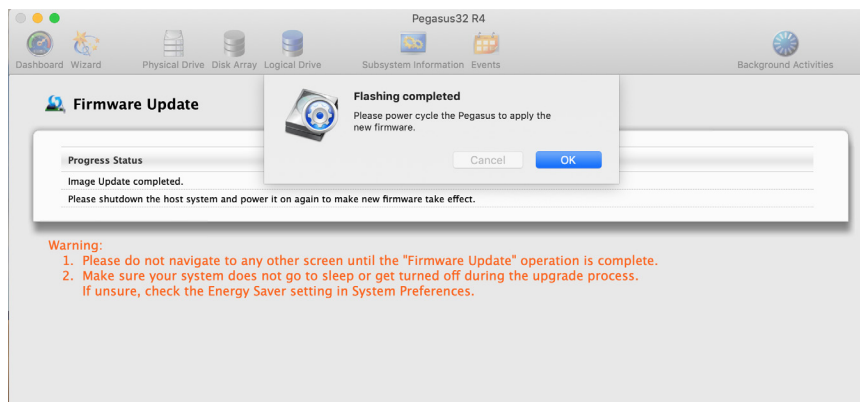 Pegasus32 R4
Dashboard Wizard Physical Drive Disk Array Logical Drive Subsystem Information Events Background Activities
Firmware Update
Flashing completed
Please power cycle the Pegasus to apply the
new firmware.
Cancel OK
Progress Status
Image Update completed.
Please shutdown the host system and power it on again to make new firmware take effect.
Warning:
1. Please do not navigate to any other screen until the "Firmware Update" operation is complete.
2. Make sure your system does not go to sleep or get turned off during the upgrade process.
If unsure, check the Energy Saver setting in System Preferences.